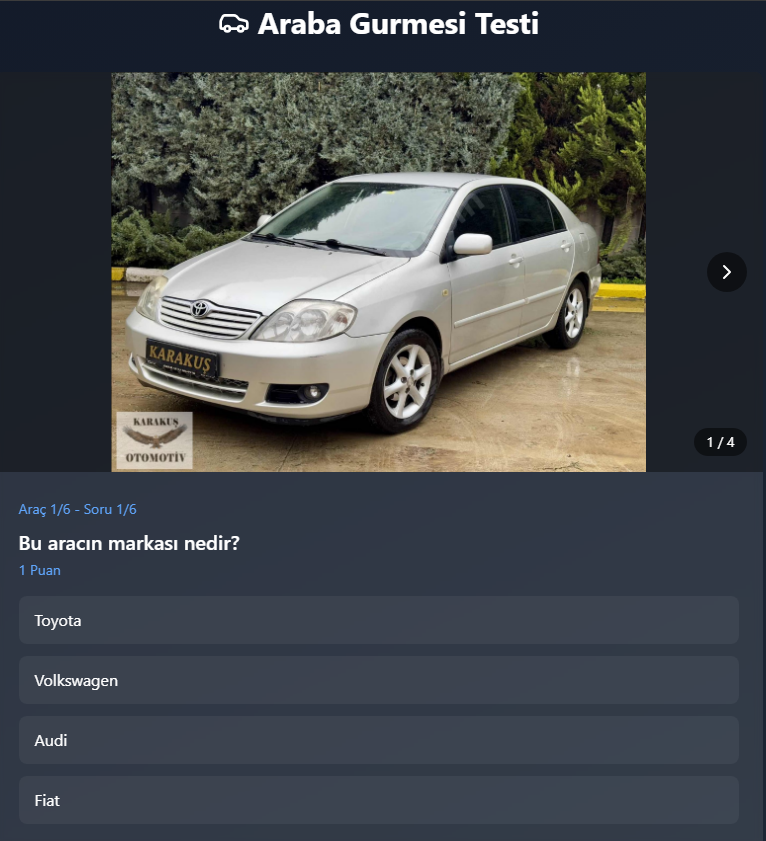 Araba Gurmesi Testi
KARAKUŞ
KARAKUŞ
OTOMOTİV
1 / 4
Araç 1/6 - Soru 1/6
Bu aracın markası nedir?
1 Puan
Toyota
Volkswagen
Audi
Fiat